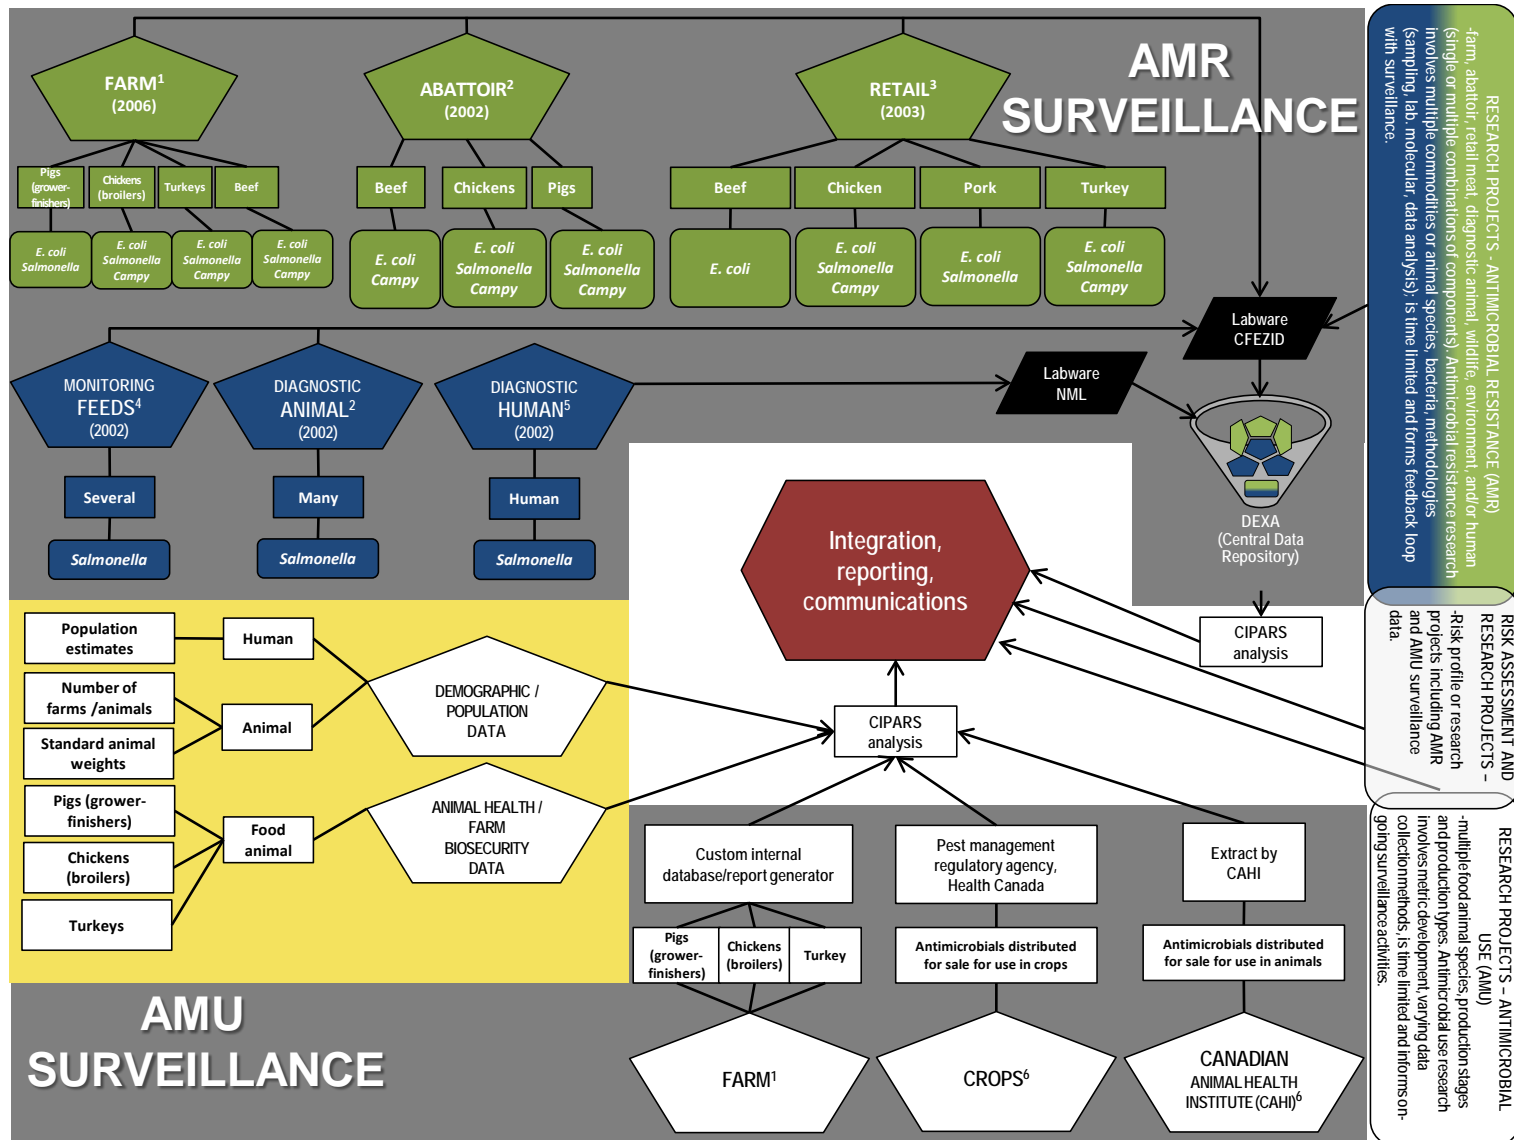 AMR
SURVEILLANCE
FARM1
(2006)
ABATTOIR2
(2002)
RETAIL3
(2003)
Pigs
(grower-
finishers)
Chickens
(broilers)
Turkeys
Beef
Beef
Chickens
Pigs
Beef
Chicken
Pork
Turkey
E. coli
Salmonella
E. coli
Salmonella
Campy
E. coli
Salmonella
Campy
E. coli
Salmonella
Campy
E. coli
Campy
E. coli
Salmonella
Campy
E. coli
Salmonella
Campy
E. coli
E. coli
Salmonella
Campy
E. coli
Salmonella
E. coli
Salmonella
Campy
Labware
CFEZID
Labware
NML
MONITORING
FEEDS4
(2002)
DIAGNOSTIC
ANIMAL2
(2002)
DIAGNOSTIC
HUMAN5
(2002)
Several
Many
Human
Salmonella
Salmonella
Salmonella
DEXA
(Central Data
Repository)
CIPARS
analysis
Integration,
reporting,
communications
Population
estimates
Human
Number of
farms /animals
Animal
Standard animal
weights
DEMOGRAPHIC /
POPULATION
DATA
Pigs (grower-
finishers)
Chickens
(broilers)
Turkeys
Food
animal
ANIMAL HEALTH /
FARM
BIOSECURITY
DATA
CIPARS
analysis
Custom internal
database/report generator
Pest management
regulatory agency,
Health Canada
Extract by
CAHI
Pigs
(grower-
finishers)
Chickens
(broilers)
Turkey
Antimicrobials distributed
for sale for use in crops
Antimicrobials distributed
for sale for use in animals
FARM1
CROPS6
CANADIAN
ANIMAL HEALTH
INSTITUTE (CAHI)6
AMU
SURVEILLANCE
RESEARCH PROJECTS - ANTIMICROBIAL RESISTANCE (AMR)
-farm, abattoir, retail meat, diagnostic animal, wildlife, environment, and/or human
(single or multiple combinations of components). Antimicrobial resistance research
involves multiple commodities or animal species, bacteria, methodologies
(sampling, lab. molecular, data analysis); is time limited and forms feedback loop
with surveillance.
RISK ASSESSMENT AND
RESEARCH PROJECTS –
-Risk profile or research
projects including AMR
and AMU surveillance
data.
RESEARCH PROJECTS – ANTIMICROBIAL
USE (AMU)
-multiple food animal species, production stages
and production types. Antimicrobial use research
involves metric development, varying data
collection methods, is time limited and informs on-
going surveillance activities.